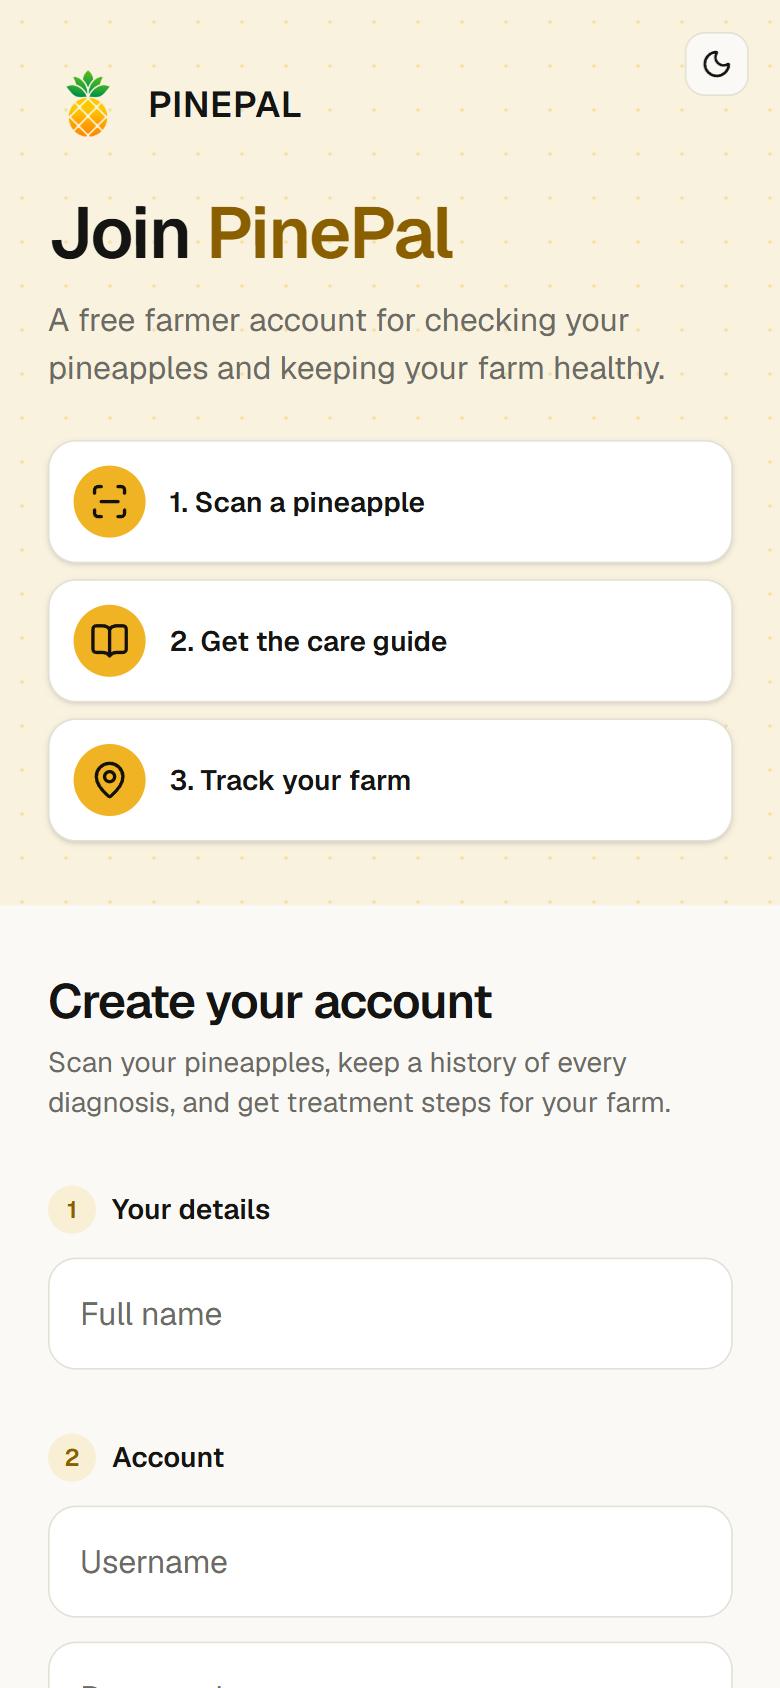 PINEPAL
Join PinePal
A free farmer account for checking your
pineapples and keeping your farm healthy.
1. Scan a pineapple
2. Get the care guide
3. Track your farm
Create your account
Scan your pineapples, keep a history of every
diagnosis, and get treatment steps for your farm.
1 Your details
Full name
2 Account
Username